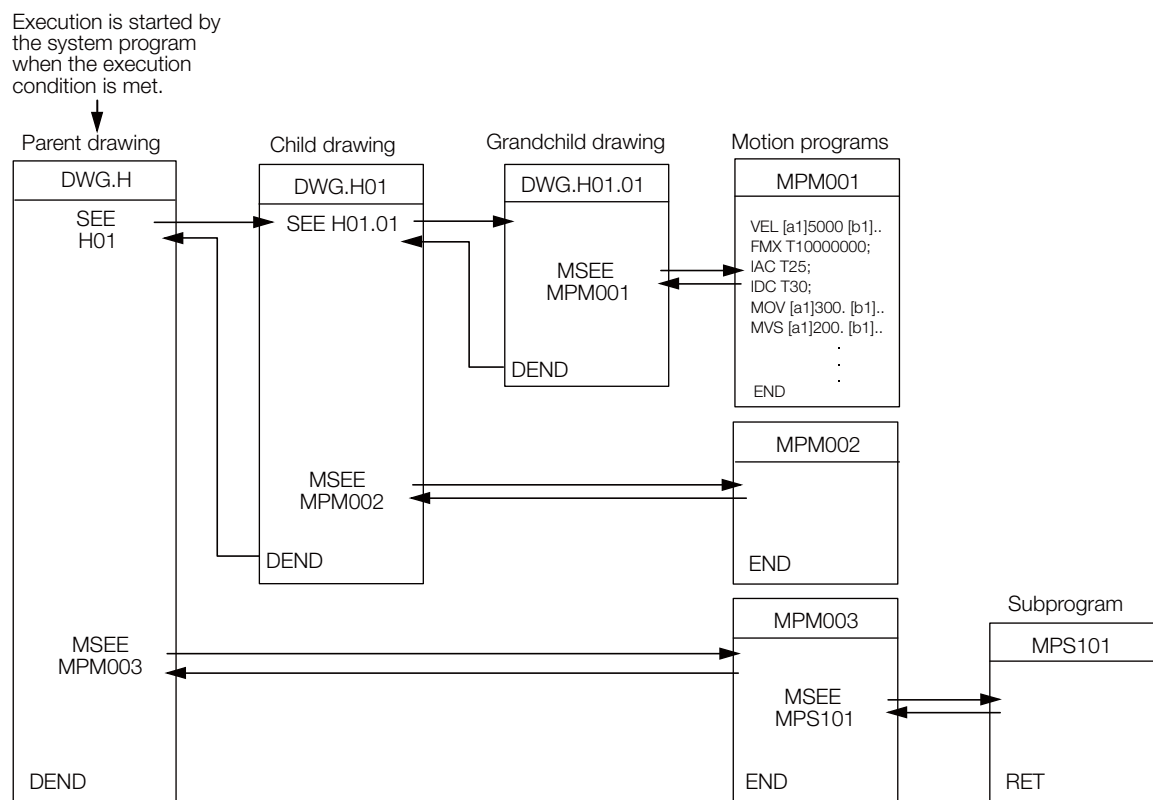 Execution is started by
the system program
when the execution
condition is met.
Parent drawing
DWG.H
SEE
H01
MSEE
MPM003
DEND
Child drawing
DWG.H01
SEE H01.01
MSEE
MPM002
DEND
Grandchild drawing
DWG.H01.01
MSEE
MPM001
DEND
Motion programs
MPM001
VEL [a1]5000 [b1]..
FMX T10000000;
IAC T25;
IDC T30;
MOV [a1]300. [b1]..
MVS [a1]200. [b1]..
.
.
.
END
MPM002
END
MPM003
MSEE
MPS101
END
Subprogram
MPS101
RET